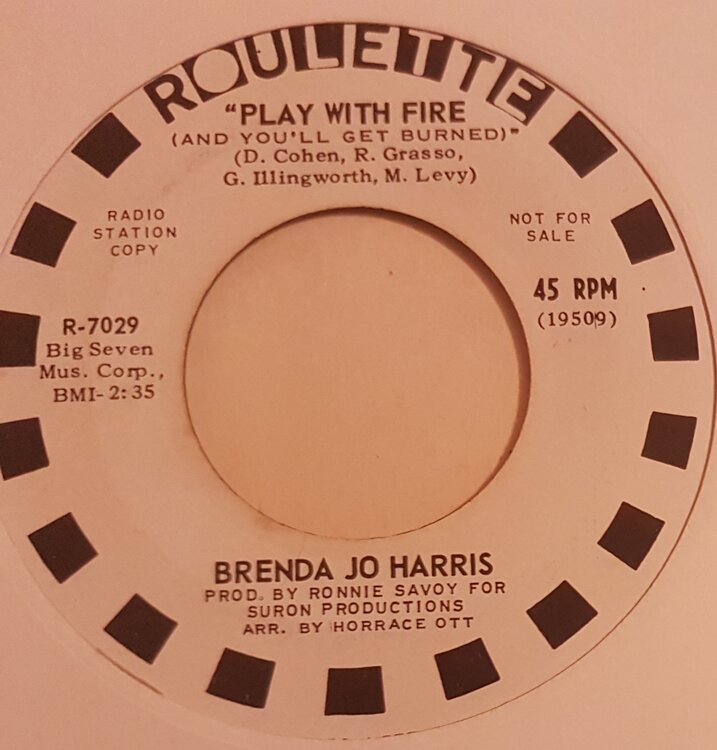 ROULETTE
"PLAY WITH FIRE
(AND YOU'LL GET BURNED)"
(D. Cohen, R. Grasso,
G. Illingworth, M. Levy)
RADIO
STATION
COPY
NOT FOR
SALE
45 RPM
(19509)
R-7029
Big Seven
Mus. Corp.,
BMI- 2:35
BRENDA JO HARRIS
PROD. BY RONNIE SAVOY FOR
SURON PRODUCTIONS
ARR. BY HORRACE OTT